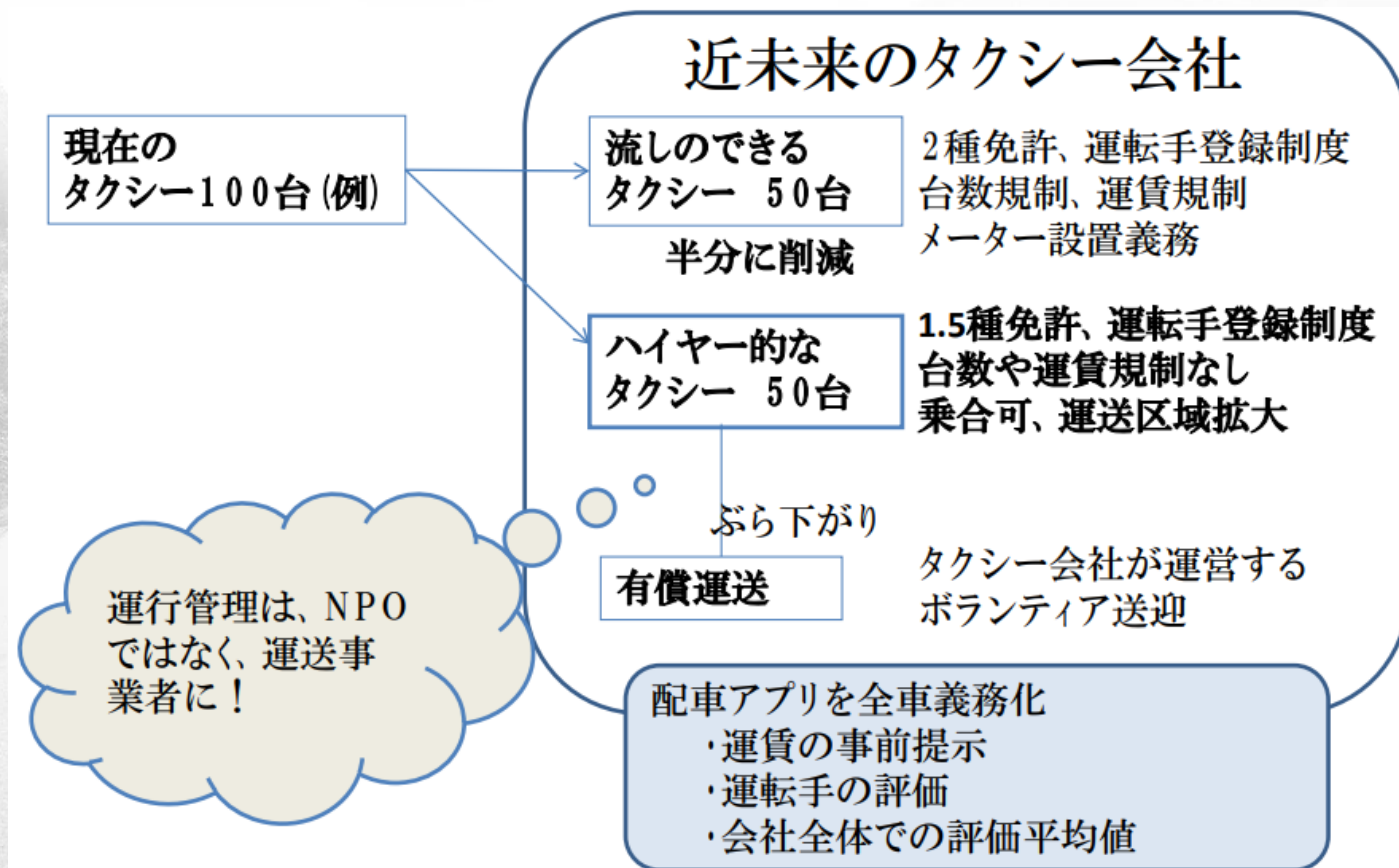 近未来のタクシー会社
現在の
タクシー100台(例)
流しのできる
タクシー 50台
2種免許、運転手登録制度
台数規制、運賃規制
メーター設置義務
半分に削減
ハイヤー的な
タクシー 50台
1.5種免許、運転手登録制度
台数や運賃規制なし
乗合可、運送区域拡大
ぶら下がり
有償運送
タクシー会社が運営する
ボランティア送迎
運行管理は、NPO
ではなく、運送事
業者に！
配車アプリを全車義務化
・運賃の事前提示
・運転手の評価
・会社全体での評価平均値